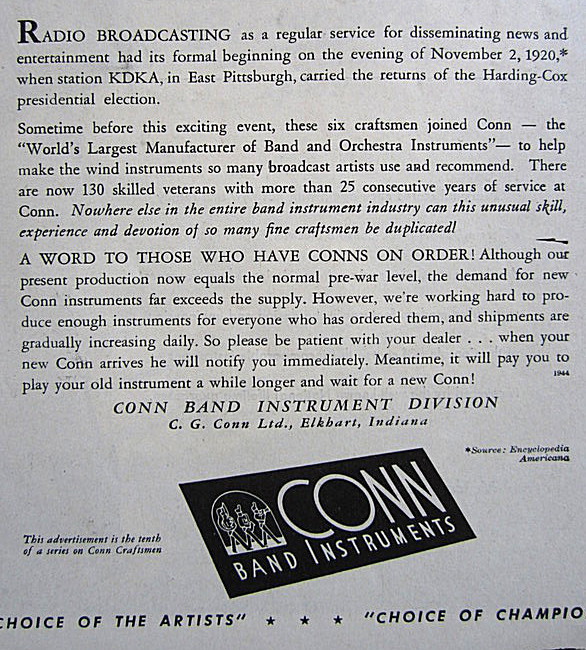 RADIO BROADCASTING as a regular service for disseminating news and
entertainment had its formal beginning on the evening of November 2, 1920,*
when station KDKA, in East Pittsburgh, carried the returns of the Harding-Cox
presidential election.
Sometime before this exciting event, these six craftsmen joined Conn — the
“World's Largest Manufacturer of Band and Orchestra Instruments”— to help
make the wind instruments so many broadcast artists use and recommend. There
are now 130 skilled veterans with more than 25 consecutive years of service at
Conn. Nowhere else in the entire band instrument industry can this unusual skill,
experience and devotion of so many fine craftsmen be duplicated!
A WORD TO THOSE WHO HAVE CONNS ON ORDER! Although our
present production now equals the normal pre-war level, the demand for new
Conn instruments far exceeds the supply. However, we're working hard to pro-
duce enough instruments for everyone who has ordered them, and shipments are
gradually increasing daily. So please be patient with your dealer . . . when your
new Conn arrives he will notify you immediately. Meantime, it will pay you to
play your old instrument a while longer and wait for a new Conn!
1944
CONN BAND INSTRUMENT DIVISION
C. G. Conn Ltd., Elkhart, Indiana
*Source: Encyclopedia
Americana
CONN
BAND INSTRUMENTS
This advertisement is the tenth
of a series on Conn Craftsmen
CHOICE OF THE ARTISTS" ★ ★ ★ "CHOICE OF CHAMPIO